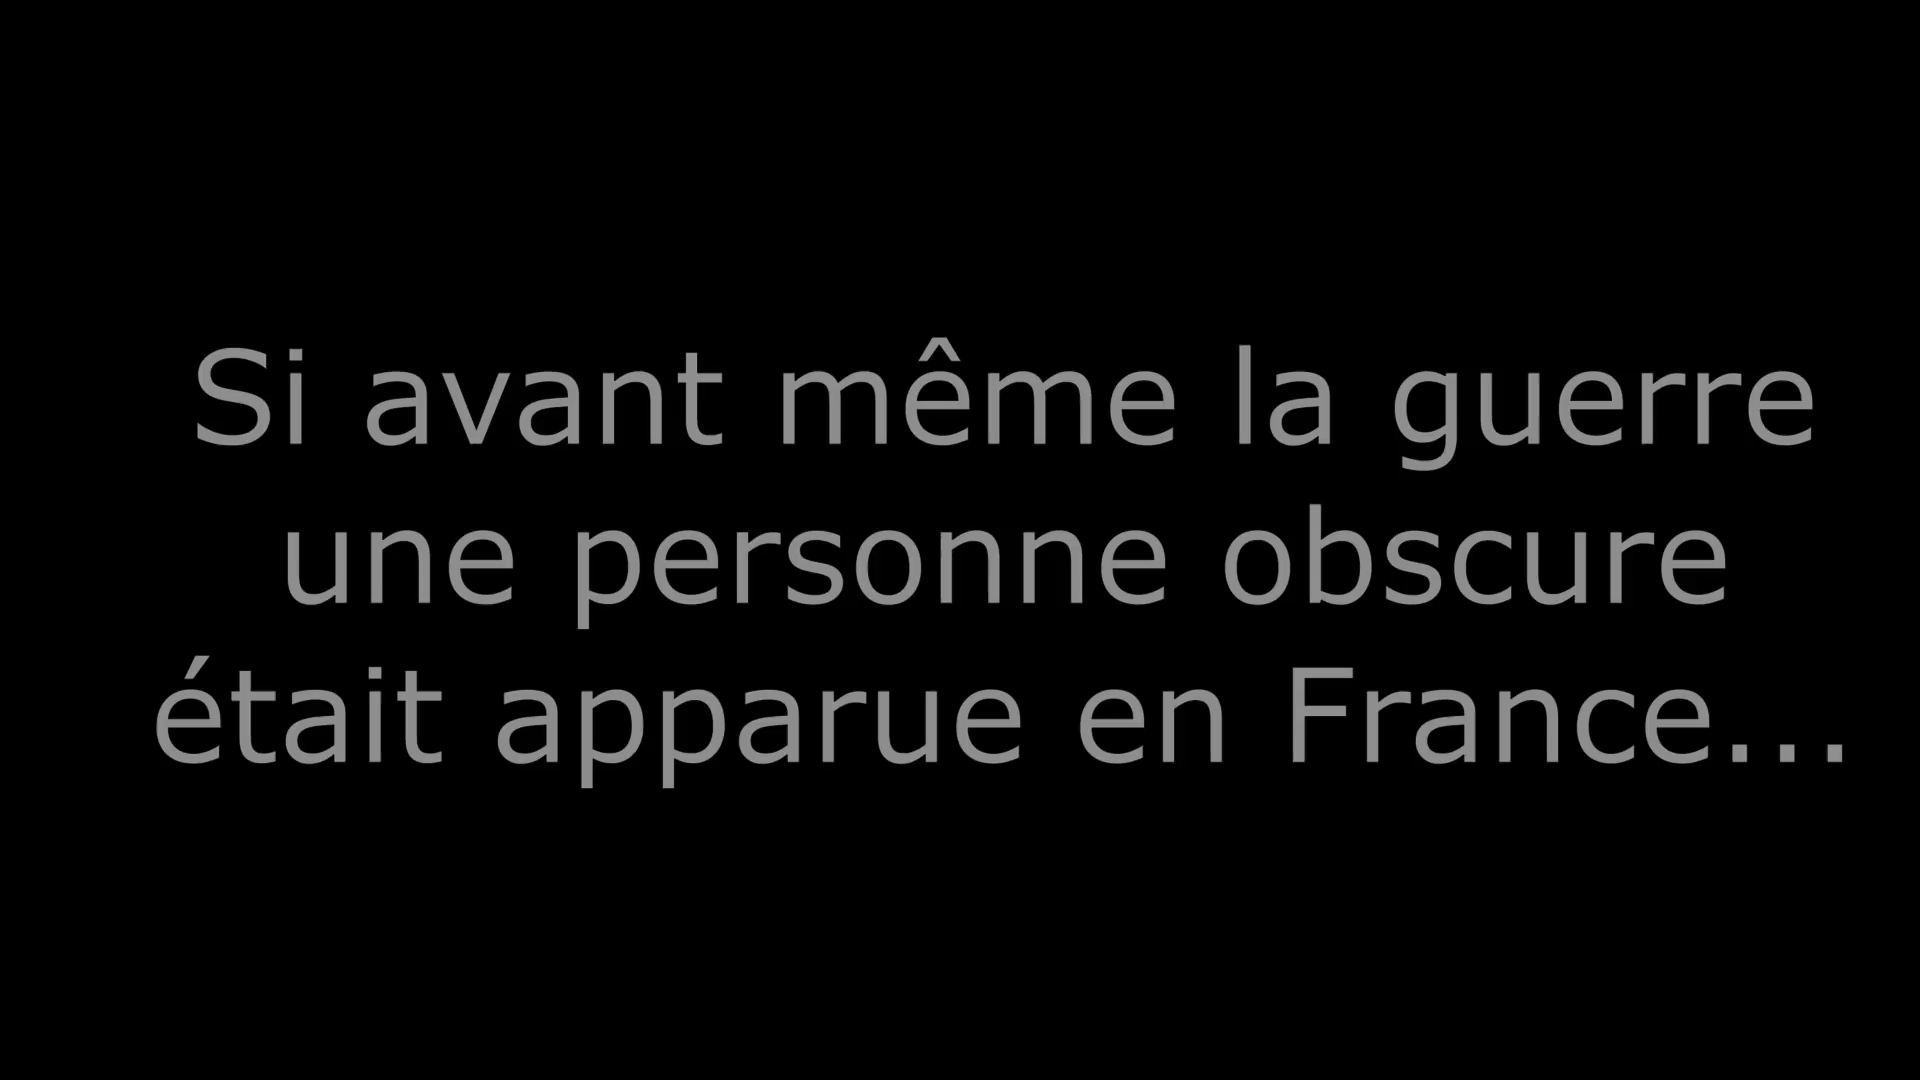 Si avant même la guerre
une personne obscure
était apparue en France...